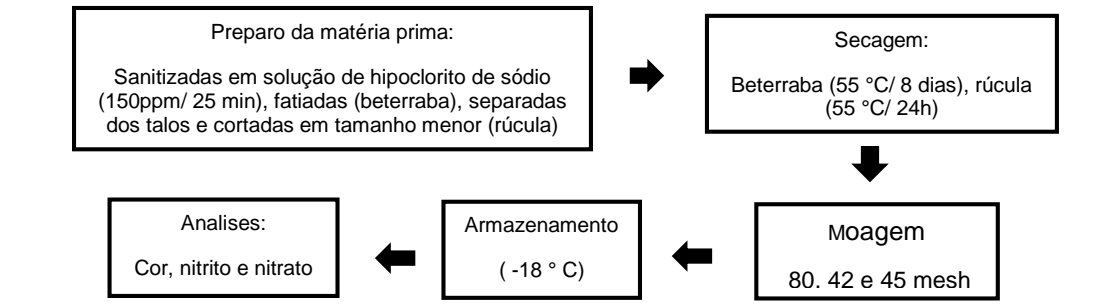 Preparo da matéria prima:
Sanitizadas em solução de hipoclorito de sódio
(150ppm/ 25 min), fatiadas (beterraba), separadas
dos talos e cortadas em tamanho menor (rúcula)
Secagem:
Beterraba (55 °C/ 8 dias), rúcula
(55 °C/ 24h)
Moagem
80. 42 e 45 mesh
Armazenamento
( -18 ° C)
Analises:
Cor, nitrito e nitrato